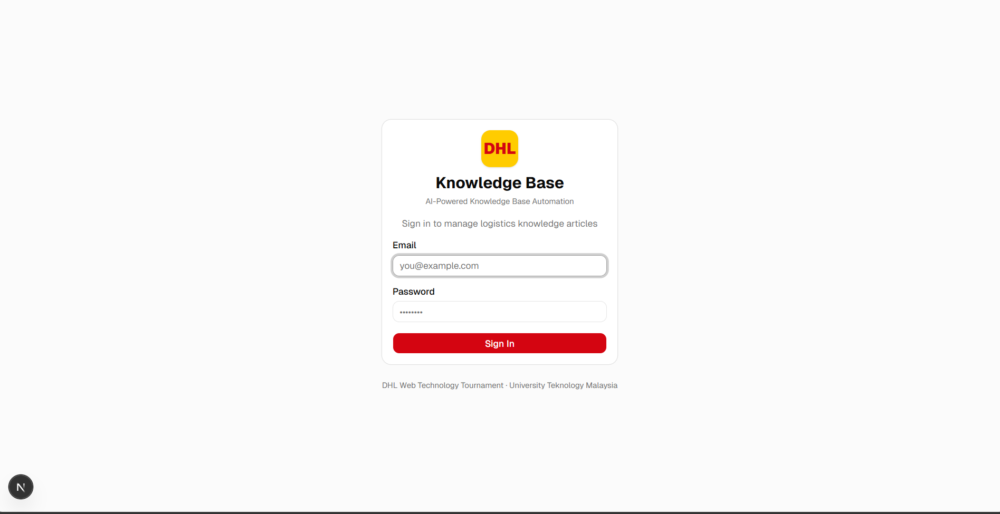 DHL
Knowledge Base
AI-Powered Knowledge Base Automation
Sign in to manage logistics knowledge articles
Email
you@example.com
Password
••••••••
Sign In
DHL Web Technology Tournament · University Teknology Malaysia
N